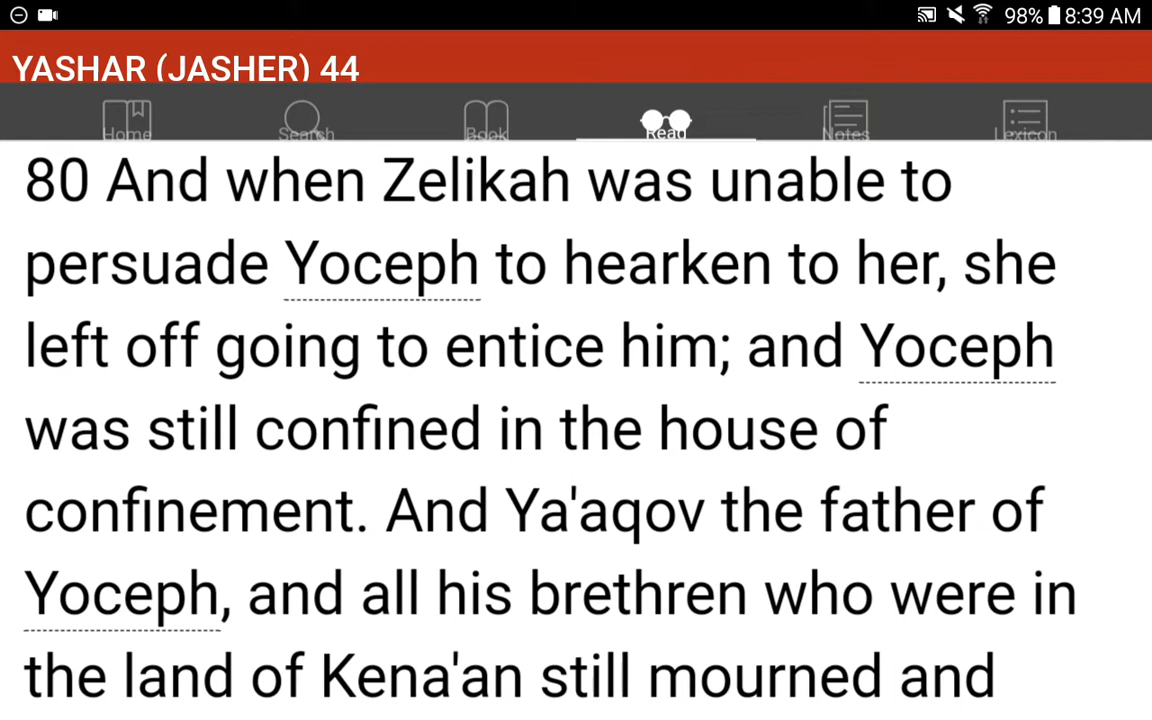 98% 8:39 AM
YASHAR (JASHER) 44
Home Search Book Read Notes Lexicon
80 And when Zelikah was unable to
persuade Yoceph to hearken to her, she
left off going to entice him; and Yoceph
was still confined in the house of
confinement. And Ya'aqov the father of
Yoceph, and all his brethren who were in
the land of Kena'an still mourned and